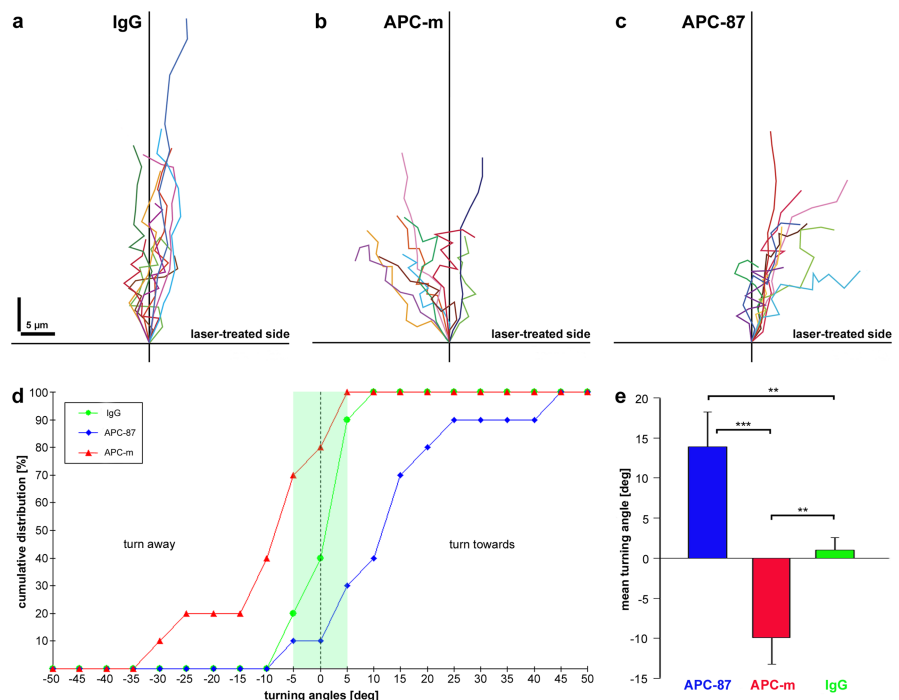 a IgG
b APC-m
c APC-87
5 µm
laser-treated side
laser-treated side
laser-treated side
d
cumulative distribution [%]
100
90
80
70
60
50
40
30
20
10
0
IgG
APC-87
APC-m
turn away
turn towards
-50 -45 -40 -35 -30 -25 -20 -15 -10 -5 0 5 10 15 20 25 30 35 40 45 50
turning angles [deg]
e
mean turning angle [deg]
20
15
10
5
0
-5
-10
-15
**
***
**
APC-87 APC-m IgG